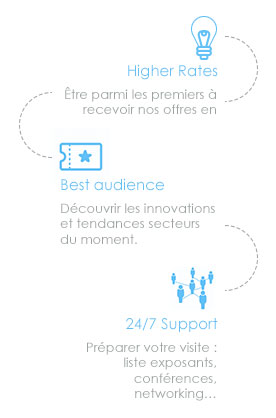 Higher Rates
Être parmi les premiers à
recevoir nos offres en
Best audience
Découvrir les innovations
et tendances secteurs
du moment.
24/7 Support
Préparer votre visite :
liste exposants,
conférences,
networking...